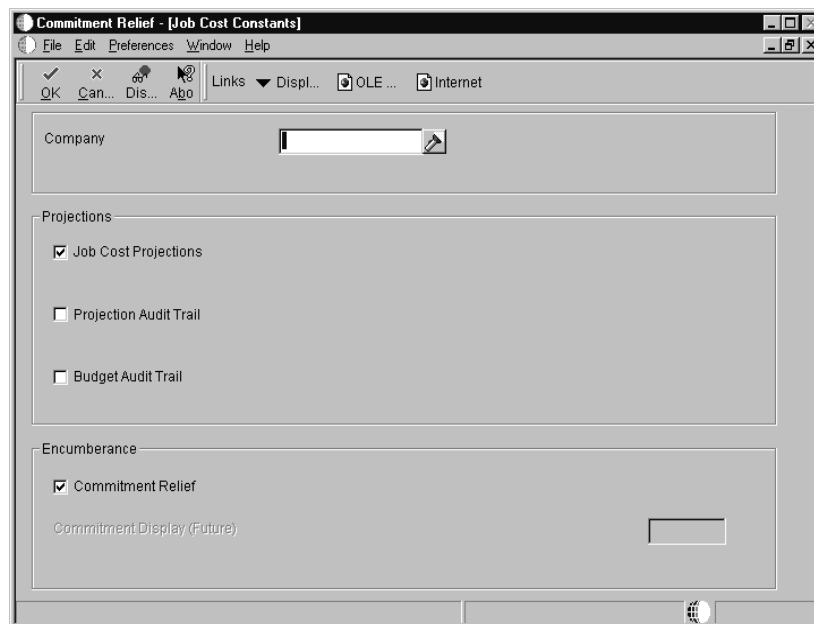 Commitment Relief - [Job Cost Constants]
File Edit Preferences Window Help
OK Can... Dis... Abo Links Displ... OLE ... Internet
Company
Projections
Job Cost Projections
Projection Audit Trail
Budget Audit Trail
Encumberance
Commitment Relief
Commitment Display (Future)